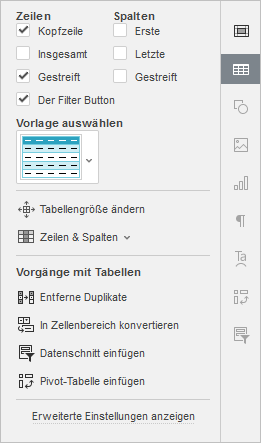 Zeilen Spalten
Kopfzeile Erste
Insgesamt Letzte
Gestreift Gestreift
Der Filter Button
Vorlage auswählen
Tabellengröße ändern
Zeilen & Spalten
Vorgänge mit Tabellen
Entferne Duplikate
In Zellenbereich konvertieren
Datenschnitt einfügen
Pivot-Tabelle einfügen
Erweiterte Einstellungen anzeigen
¶
Ta